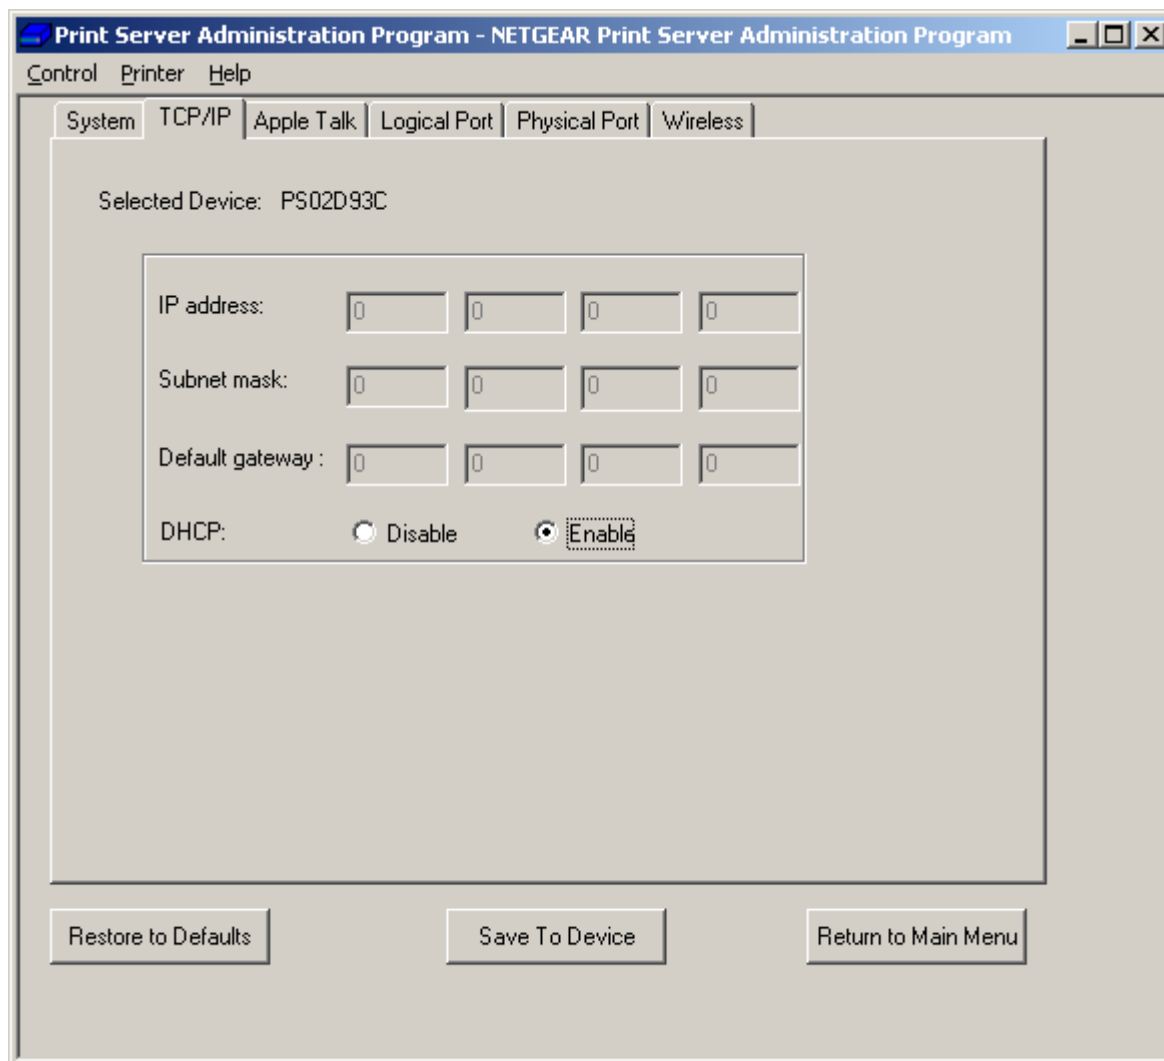 Print Server Administration Program - NETGEAR Print Server Administration Program
Control Printer Help
System TCP/IP Apple Talk Logical Port Physical Port Wireless
Selected Device: PS02D93C
IP address: 0 0 0 0
Subnet mask: 0 0 0 0
Default gateway : 0 0 0 0
DHCP: Disable Enable
Restore to Defaults Save To Device Return to Main Menu